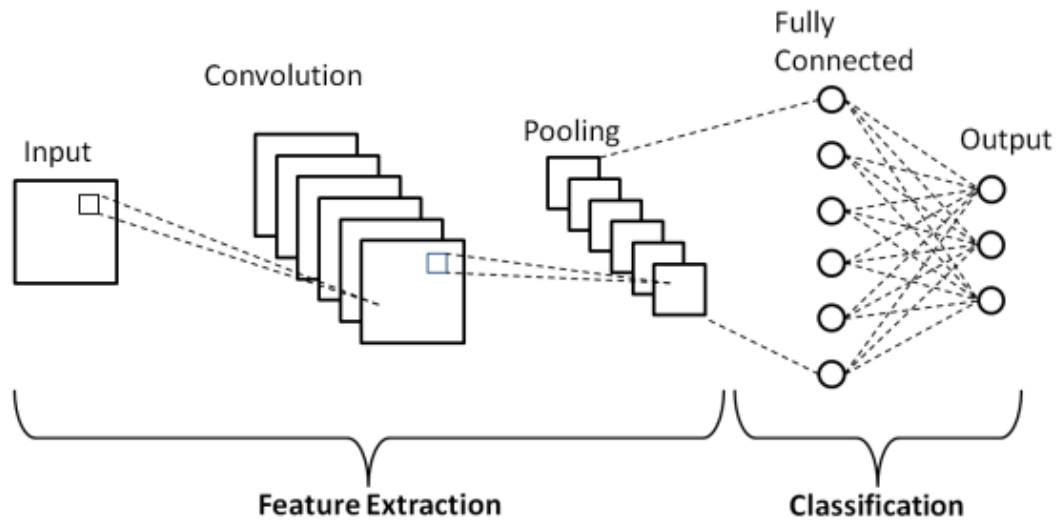 Input
Convolution
Pooling
Fully
Connected
Output
Feature Extraction
Classification